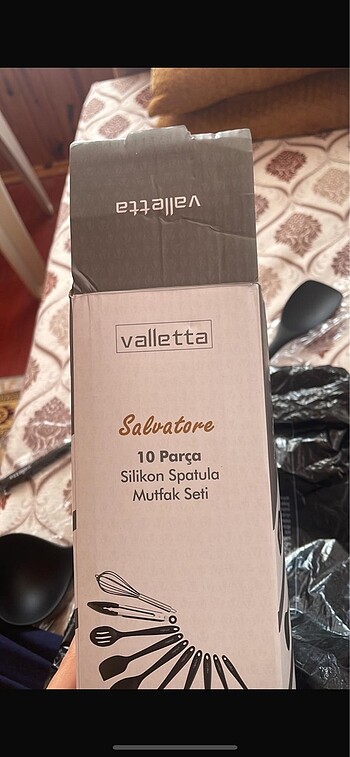 valletta
valletta
Salvatore
10 Parça
Silikon Spatula
Mutfak Seti